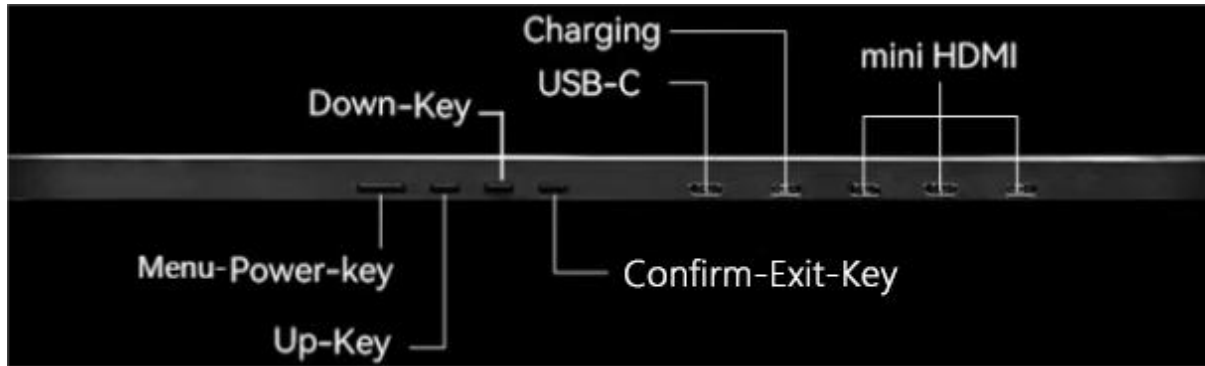 Charging
USB-C
mini HDMI
Down-Key
Menu-Power-key
Confirm-Exit-Key
Up-Key